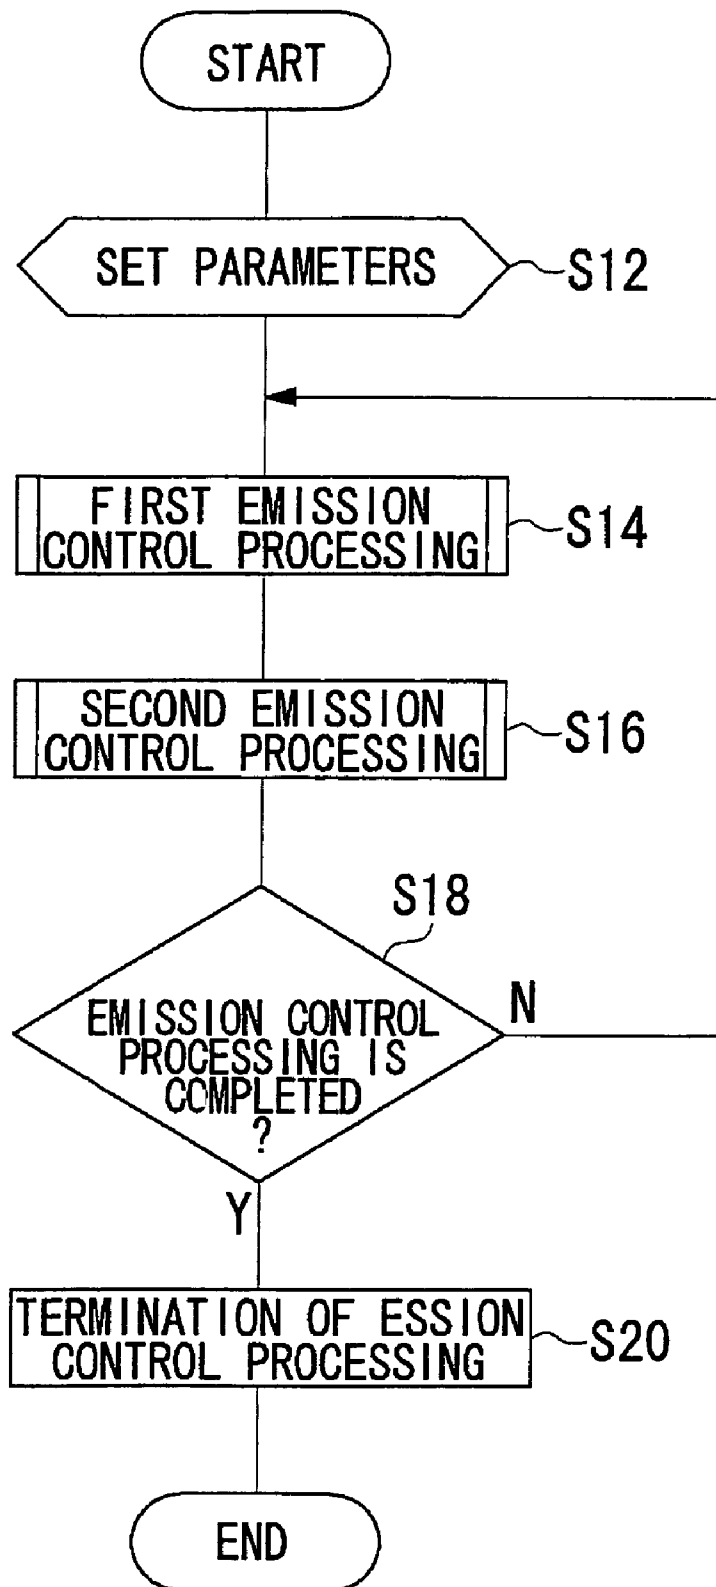 START
SET PARAMETERS
S12
FIRST EMISSION
CONTROL PROCESSING
S14
SECOND EMISSION
CONTROL PROCESSING
S16
S18
EMISSION CONTROL
PROCESSING IS
COMPLETED
?
N
Y
TERMINATION OF ESSION
CONTROL PROCESSING
S20
END